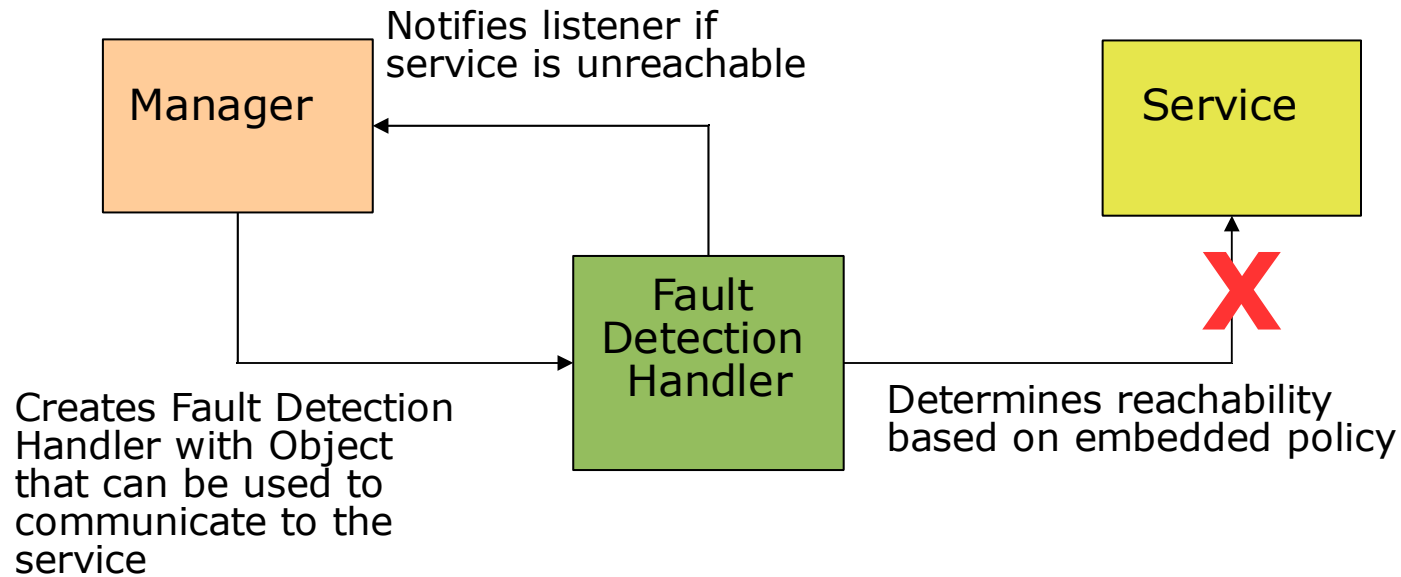 Notifies listener if
service is unreachable
Manager
Service
Fault
Detection
Handler
Creates Fault Detection
Handler with Object
that can be used to
communicate to the
service
Determines reachability
based on embedded policy
X